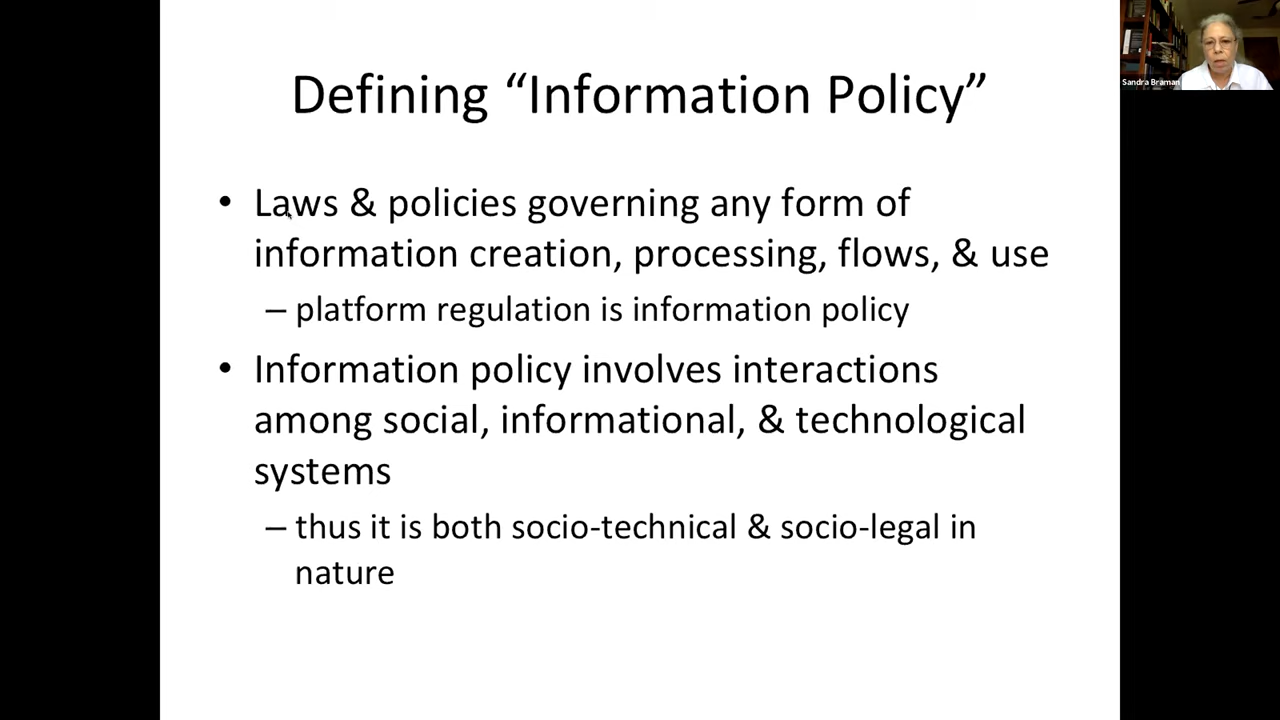 Defining “Information Policy”
Sandra Braman
• Laws & policies governing any form of
information creation, processing, flows, & use
– platform regulation is information policy
• Information policy involves interactions
among social, informational, & technological
systems
– thus it is both socio-technical & socio-legal in
nature